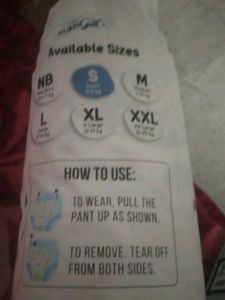 Available Sizes
NB
S
M
L
XL
XXL
HOW TO USE:
TO WEAR, PULL THE
PANT UP AS SHOWN.
TO REMOVE, TEAR OFF
FROM BOTH SIDES.